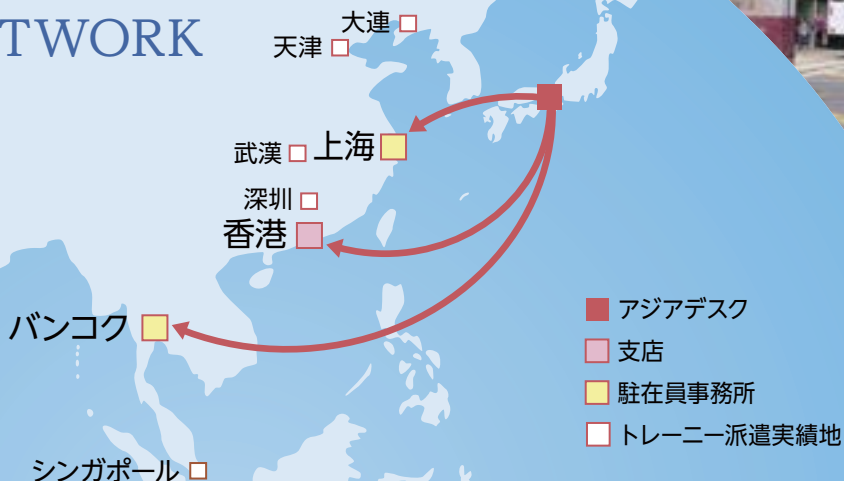 TWORK
大連
天津
武漢
上海
深圳
香港
バンコク
シンガポール
アジアデスク
支店
駐在員事務所
トレーニー派遣実績地